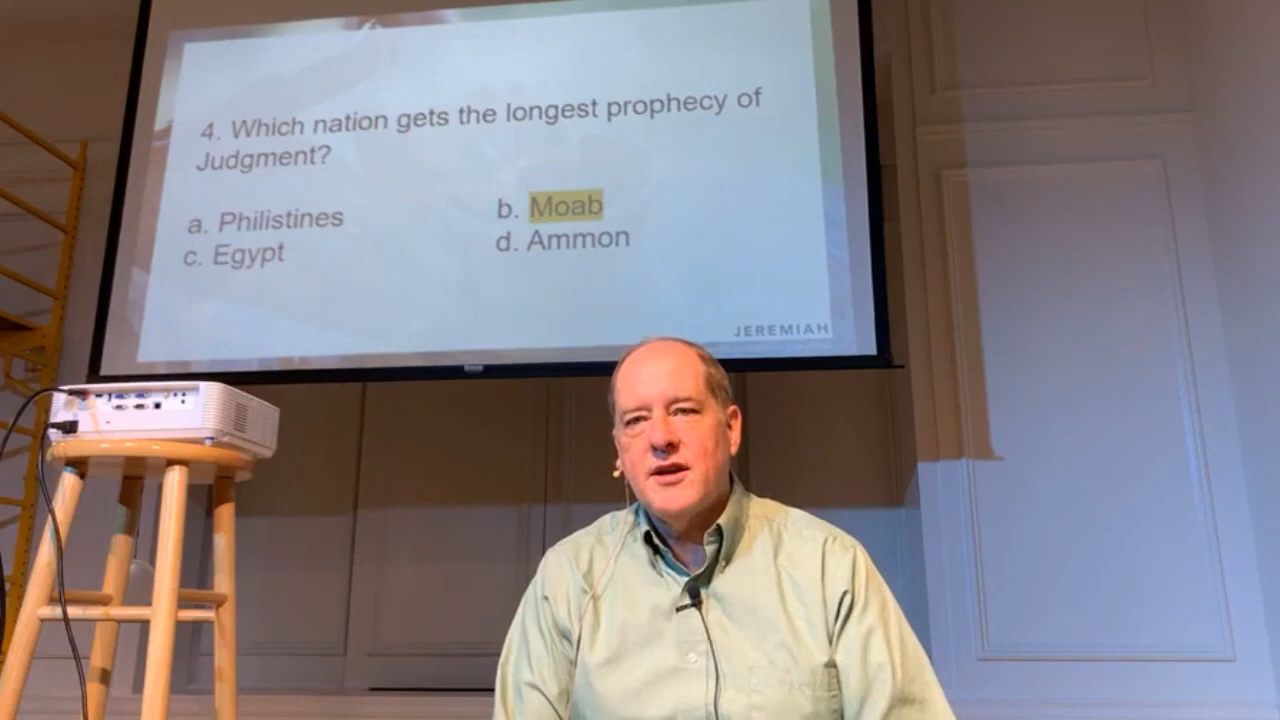 4. Which nation gets the longest prophecy of
Judgment?
a. Philistines
b. Moab
c. Egypt
d. Ammon
JEREMIAH